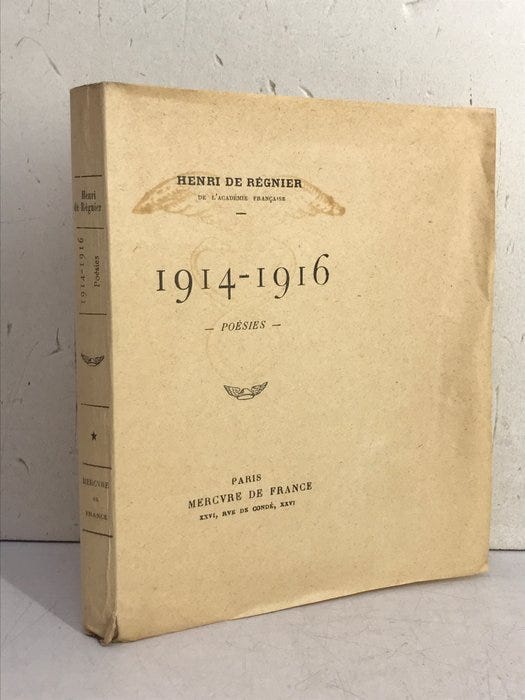 HENRI DE RÉGNIER
DE L'ACADÉMIE FRANÇAISE
1914-1916
— POÉSIES —
PARIS
MERCVRE DE FRANCE
XXVI, RVE DE CONDÉ, XXVI
Henri
de Régnier
1914-1916
Poésies
★
MERCVRE
DE
FRANCE